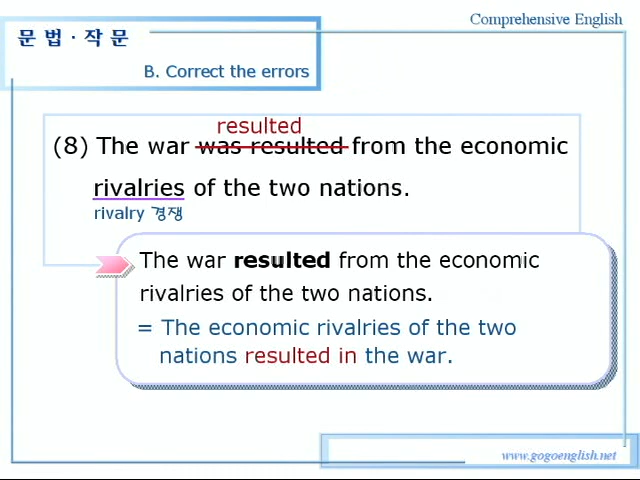 Comprehensive English
문 법 · 작 문
B. Correct the errors
resulted
(8) The war was resulted from the economic
rivalries of the two nations.
rivalry 경쟁
The war resulted from the economic
rivalries of the two nations.
= The economic rivalries of the two
nations resulted in the war.
www.gogoenglish.net